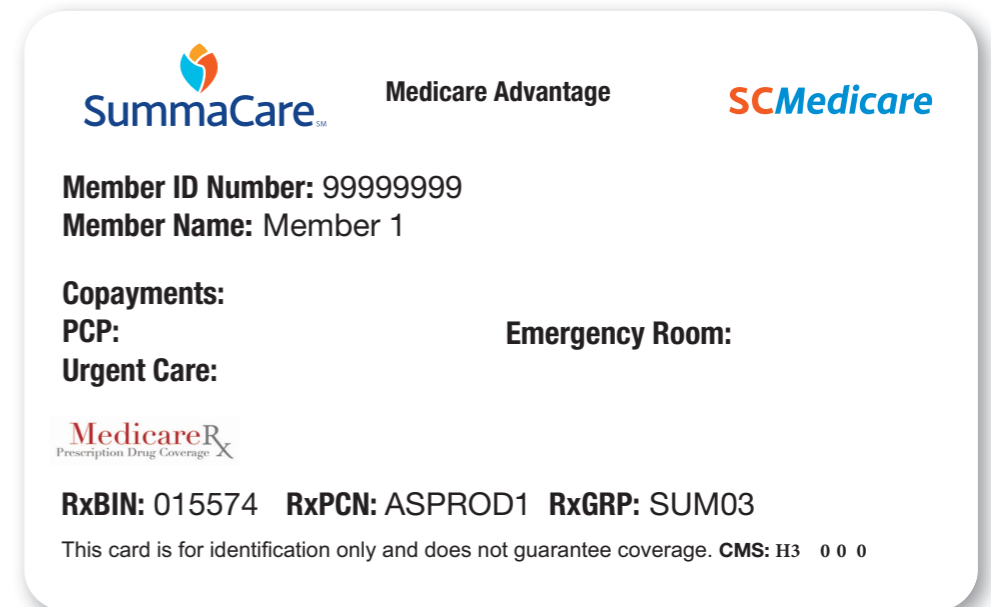 SummaCare SM
Medicare Advantage
SCMedicare
Member ID Number: 99999999
Member Name: Member 1
Copayments:
PCP:
Emergency Room:
Urgent Care:
MedicareRx
Prescription Drug Coverage
RxBIN: 015574 RxPCN: ASPROD1 RxGRP: SUM03
This card is for identification only and does not guarantee coverage. CMS: H3 0 0 0